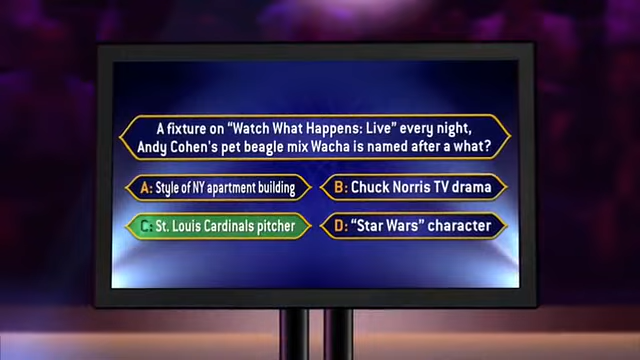 A fixture on “Watch What Happens: Live” every night,
Andy Cohen's pet beagle mix Wacha is named after a what?
A: Style of NY apartment building
B: Chuck Norris TV drama
C: St. Louis Cardinals pitcher
D: “Star Wars” character